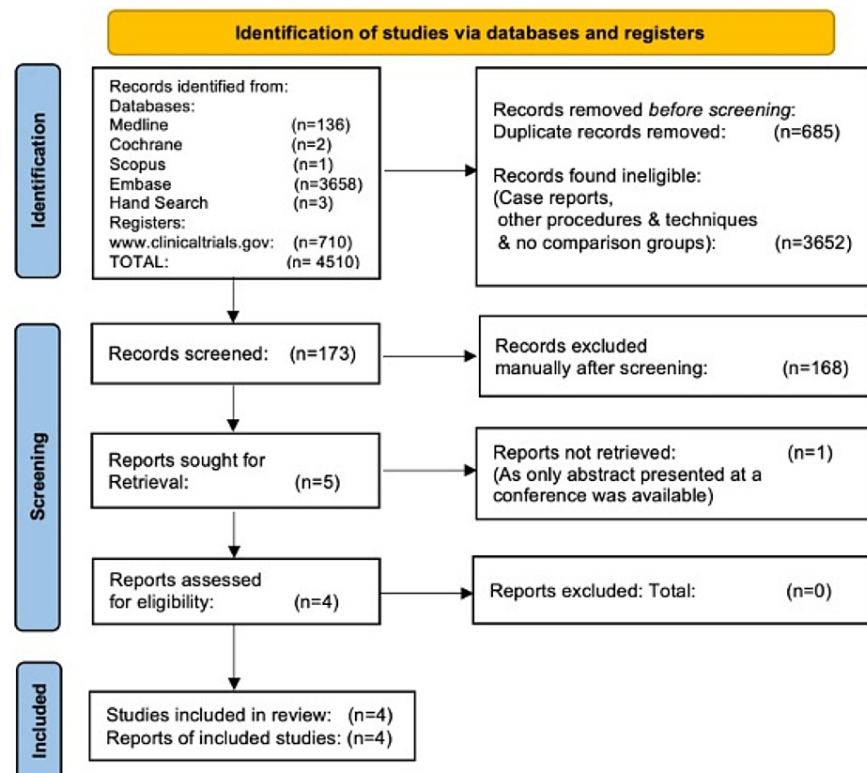 Identification of studies via databases and registers
Identification
Records identified from:
Databases:
Medline (n=136)
Cochrane (n=2)
Scopus (n=1)
Embase (n=3658)
Hand Search (n=3)
Registers:
www.clinicaltrials.gov: (n=710)
TOTAL: (n= 4510)
Records removed before screening:
Duplicate records removed: (n=685)
Records found ineligible:
(Case reports,
other procedures & techniques
& no comparison groups): (n=3652)
Screening
Records screened: (n=173)
Records excluded
manually after screening: (n=168)
Reports sought for
Retrieval: (n=5)
Reports not retrieved: (n=1)
(As only abstract presented at a
conference was available)
Reports assessed
for eligibility: (n=4)
Reports excluded: Total: (n=0)
Included
Studies included in review: (n=4)
Reports of included studies: (n=4)